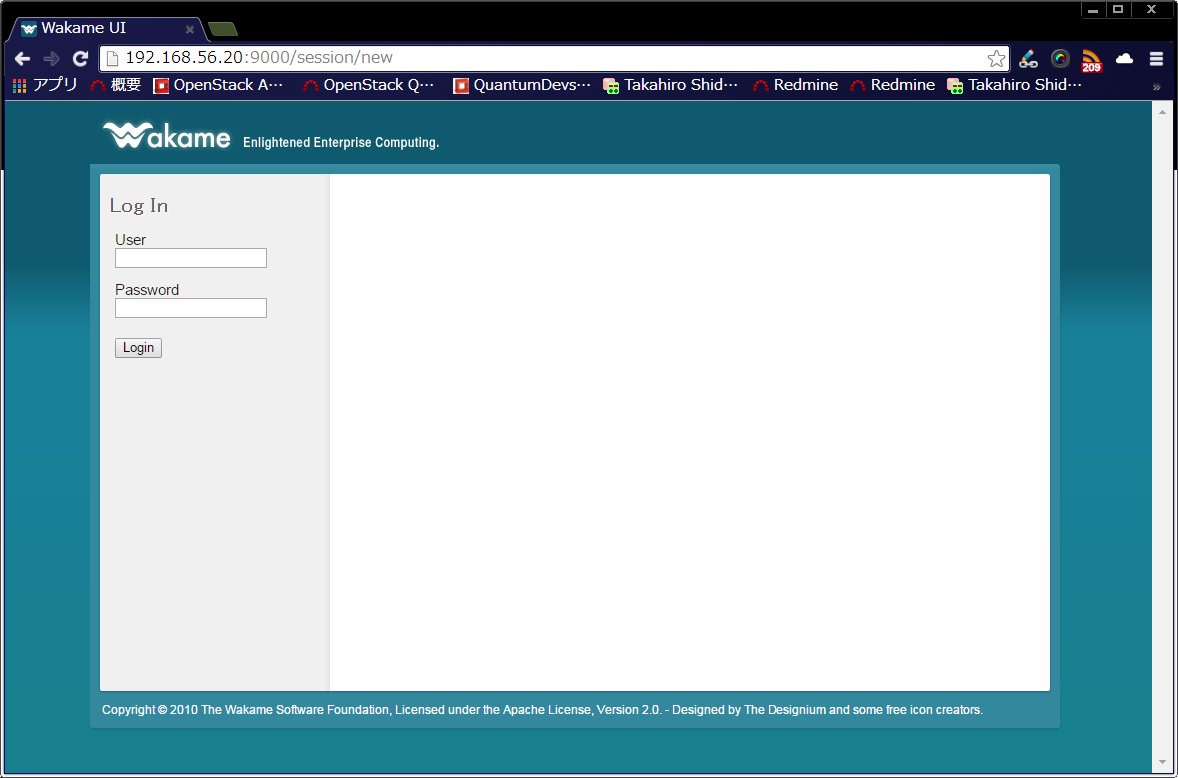 Wakame UI
192.168.56.20:9000/session/new
209
アプリ 概要 OpenStack A… OpenStack Q… QuantumDevs… Takahiro Shid… Redmine Redmine Takahiro Shid… »
Wakame Enlightened Enterprise Computing.
Log In
User
Password
Login
Copyright © 2010 The Wakame Software Foundation, Licensed under the Apache License, Version 2.0. - Designed by The Designium and some free icon creators.